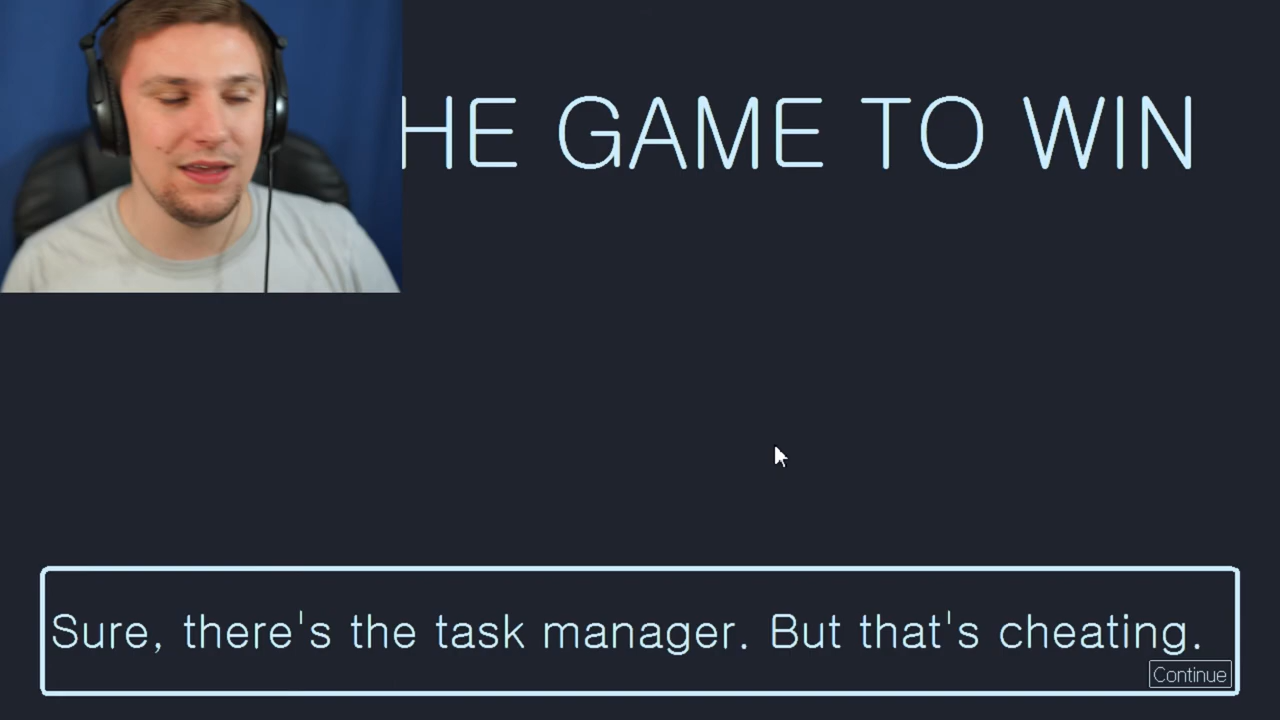 HE GAME TO WIN
Sure, there's the task manager. But that's cheating.
Continue